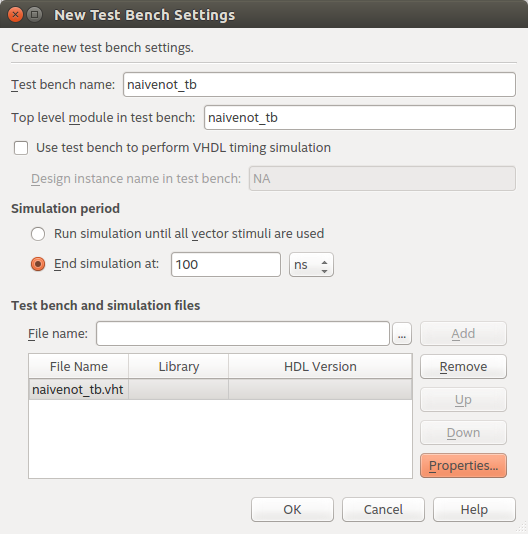 New Test Bench Settings
Create new test bench settings.
Test bench name: naivenot_tb
Top level module in test bench: naivenot_tb
Use test bench to perform VHDL timing simulation
Design instance name in test bench: NA
Simulation period
Run simulation until all vector stimuli are used
End simulation at: 100 ns
Test bench and simulation files
File name: ... Add
File Name Library HDL Version Remove
naivenot_tb.vht
Up
Down
Properties...
OK Cancel Help